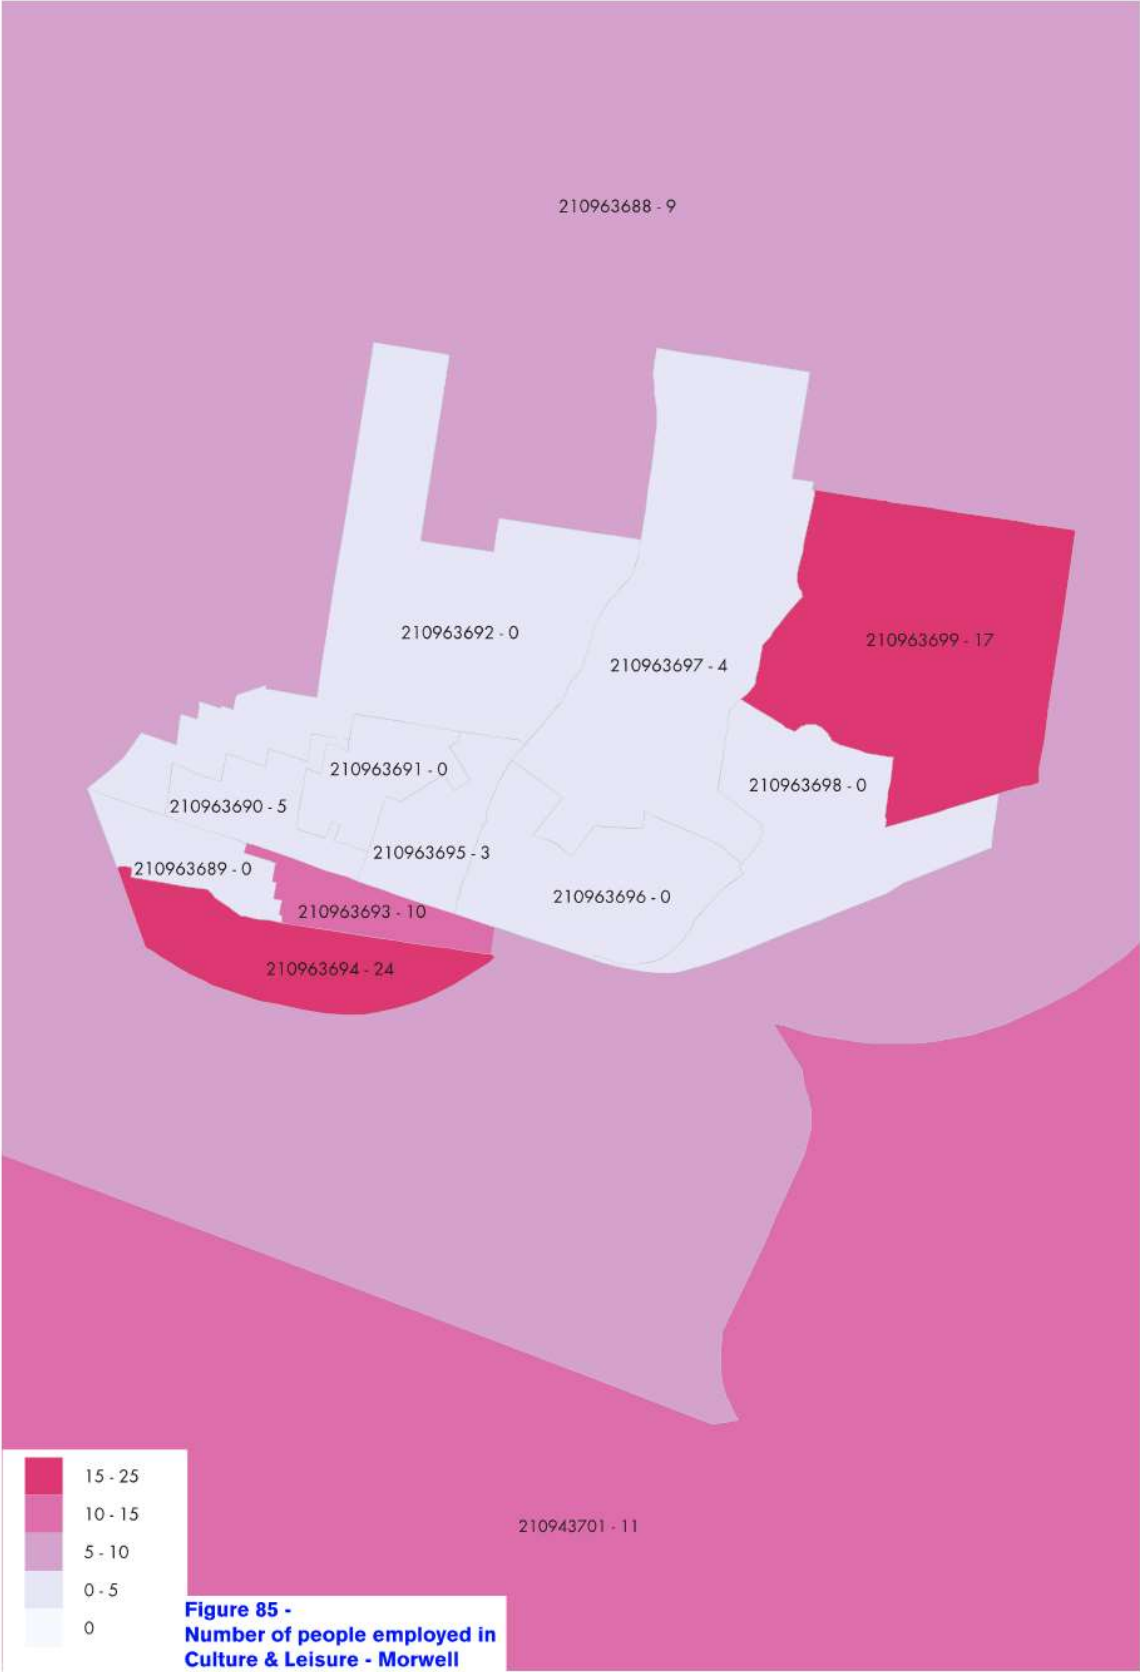 210963688 - 9
210963692 - 0
210963699 - 17
210963697 - 4
210963691 - 0
210963698 - 0
210963690 - 5
210963695 - 3
210963689 - 0
210963696 - 0
210963693 - 10
210963694 - 24
15 - 25
10 - 15
210943701 - 11
5 - 10
0 - 5
0
Figure 85 -
Number of people employed in
Culture & Leisure - Morwell